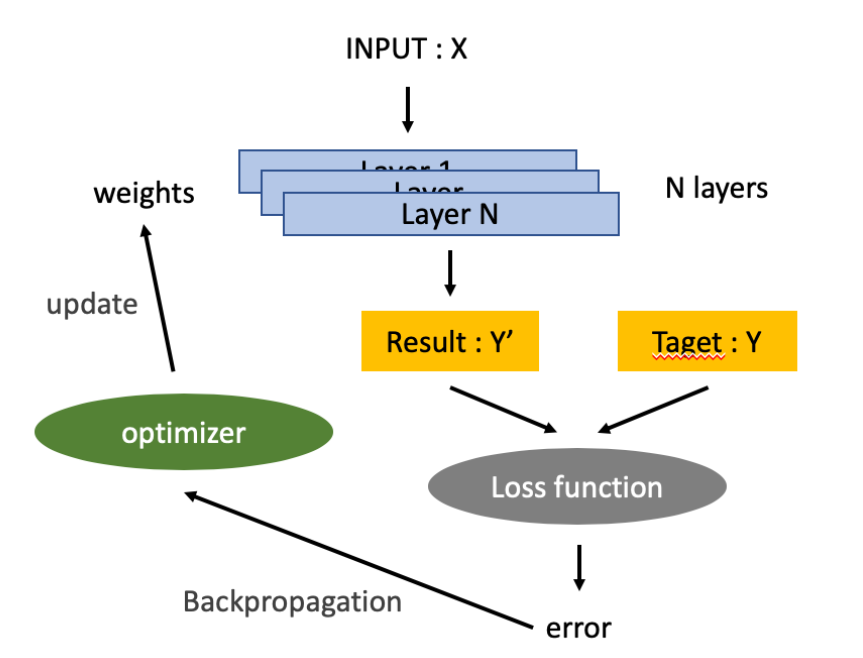 INPUT : X
Layer 1
Layer
Layer N
weights
N layers
update
Result : Y’
Taget : Y
optimizer
Loss function
Backpropagation
error